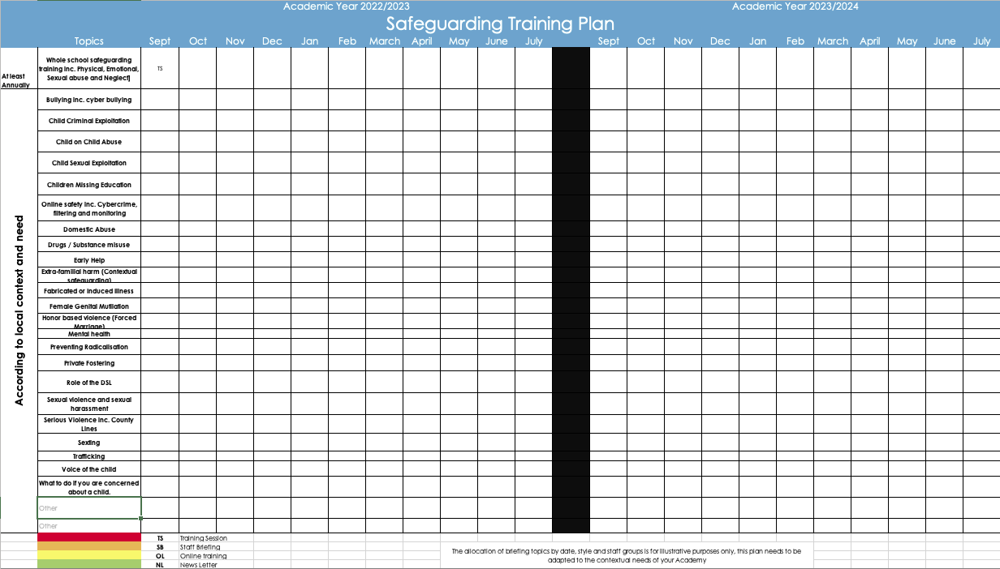 Academic Year 2022/2023 Academic Year 2023/2024
Safeguarding Training Plan
Topics Sept Oct Nov Dec Jan Feb March April May June July Sept Oct Nov Dec Jan Feb March April May June July
At least
Annually
Whole school safeguarding
training inc. Physical, Emotional,
Sexual abuse and Neglect)
TS
According to local context and need
Bullying inc. cyber bullying
Child Criminal Exploitation
Child on Child Abuse
Child Sexual Exploitation
Children Missing Education
Online safety inc. Cybercrime,
filtering and monitoring
Domestic Abuse
Drugs / Substance misuse
Early Help
Extra-familial harm (Contextual
safeguarding)
Fabricated or induced illness
Female Genital Mutilation
Honor based violence (Forced
Marriage)
Mental health
Preventing Radicalisation
Private Fostering
Role of the DSL
Sexual violence and sexual
harassment
Serious Violence inc. County
Lines
Sexting
Trafficking
Voice of the child
What to do if you are concerned
about a child.
Other
Other
TS Training Session
SB Staff Briefing
OL Online training
NL News Letter
The allocation of briefing topics by date, style and staff groups is for illustrative purposes only, this plan needs to be
adapted to the contextual needs of your Academy